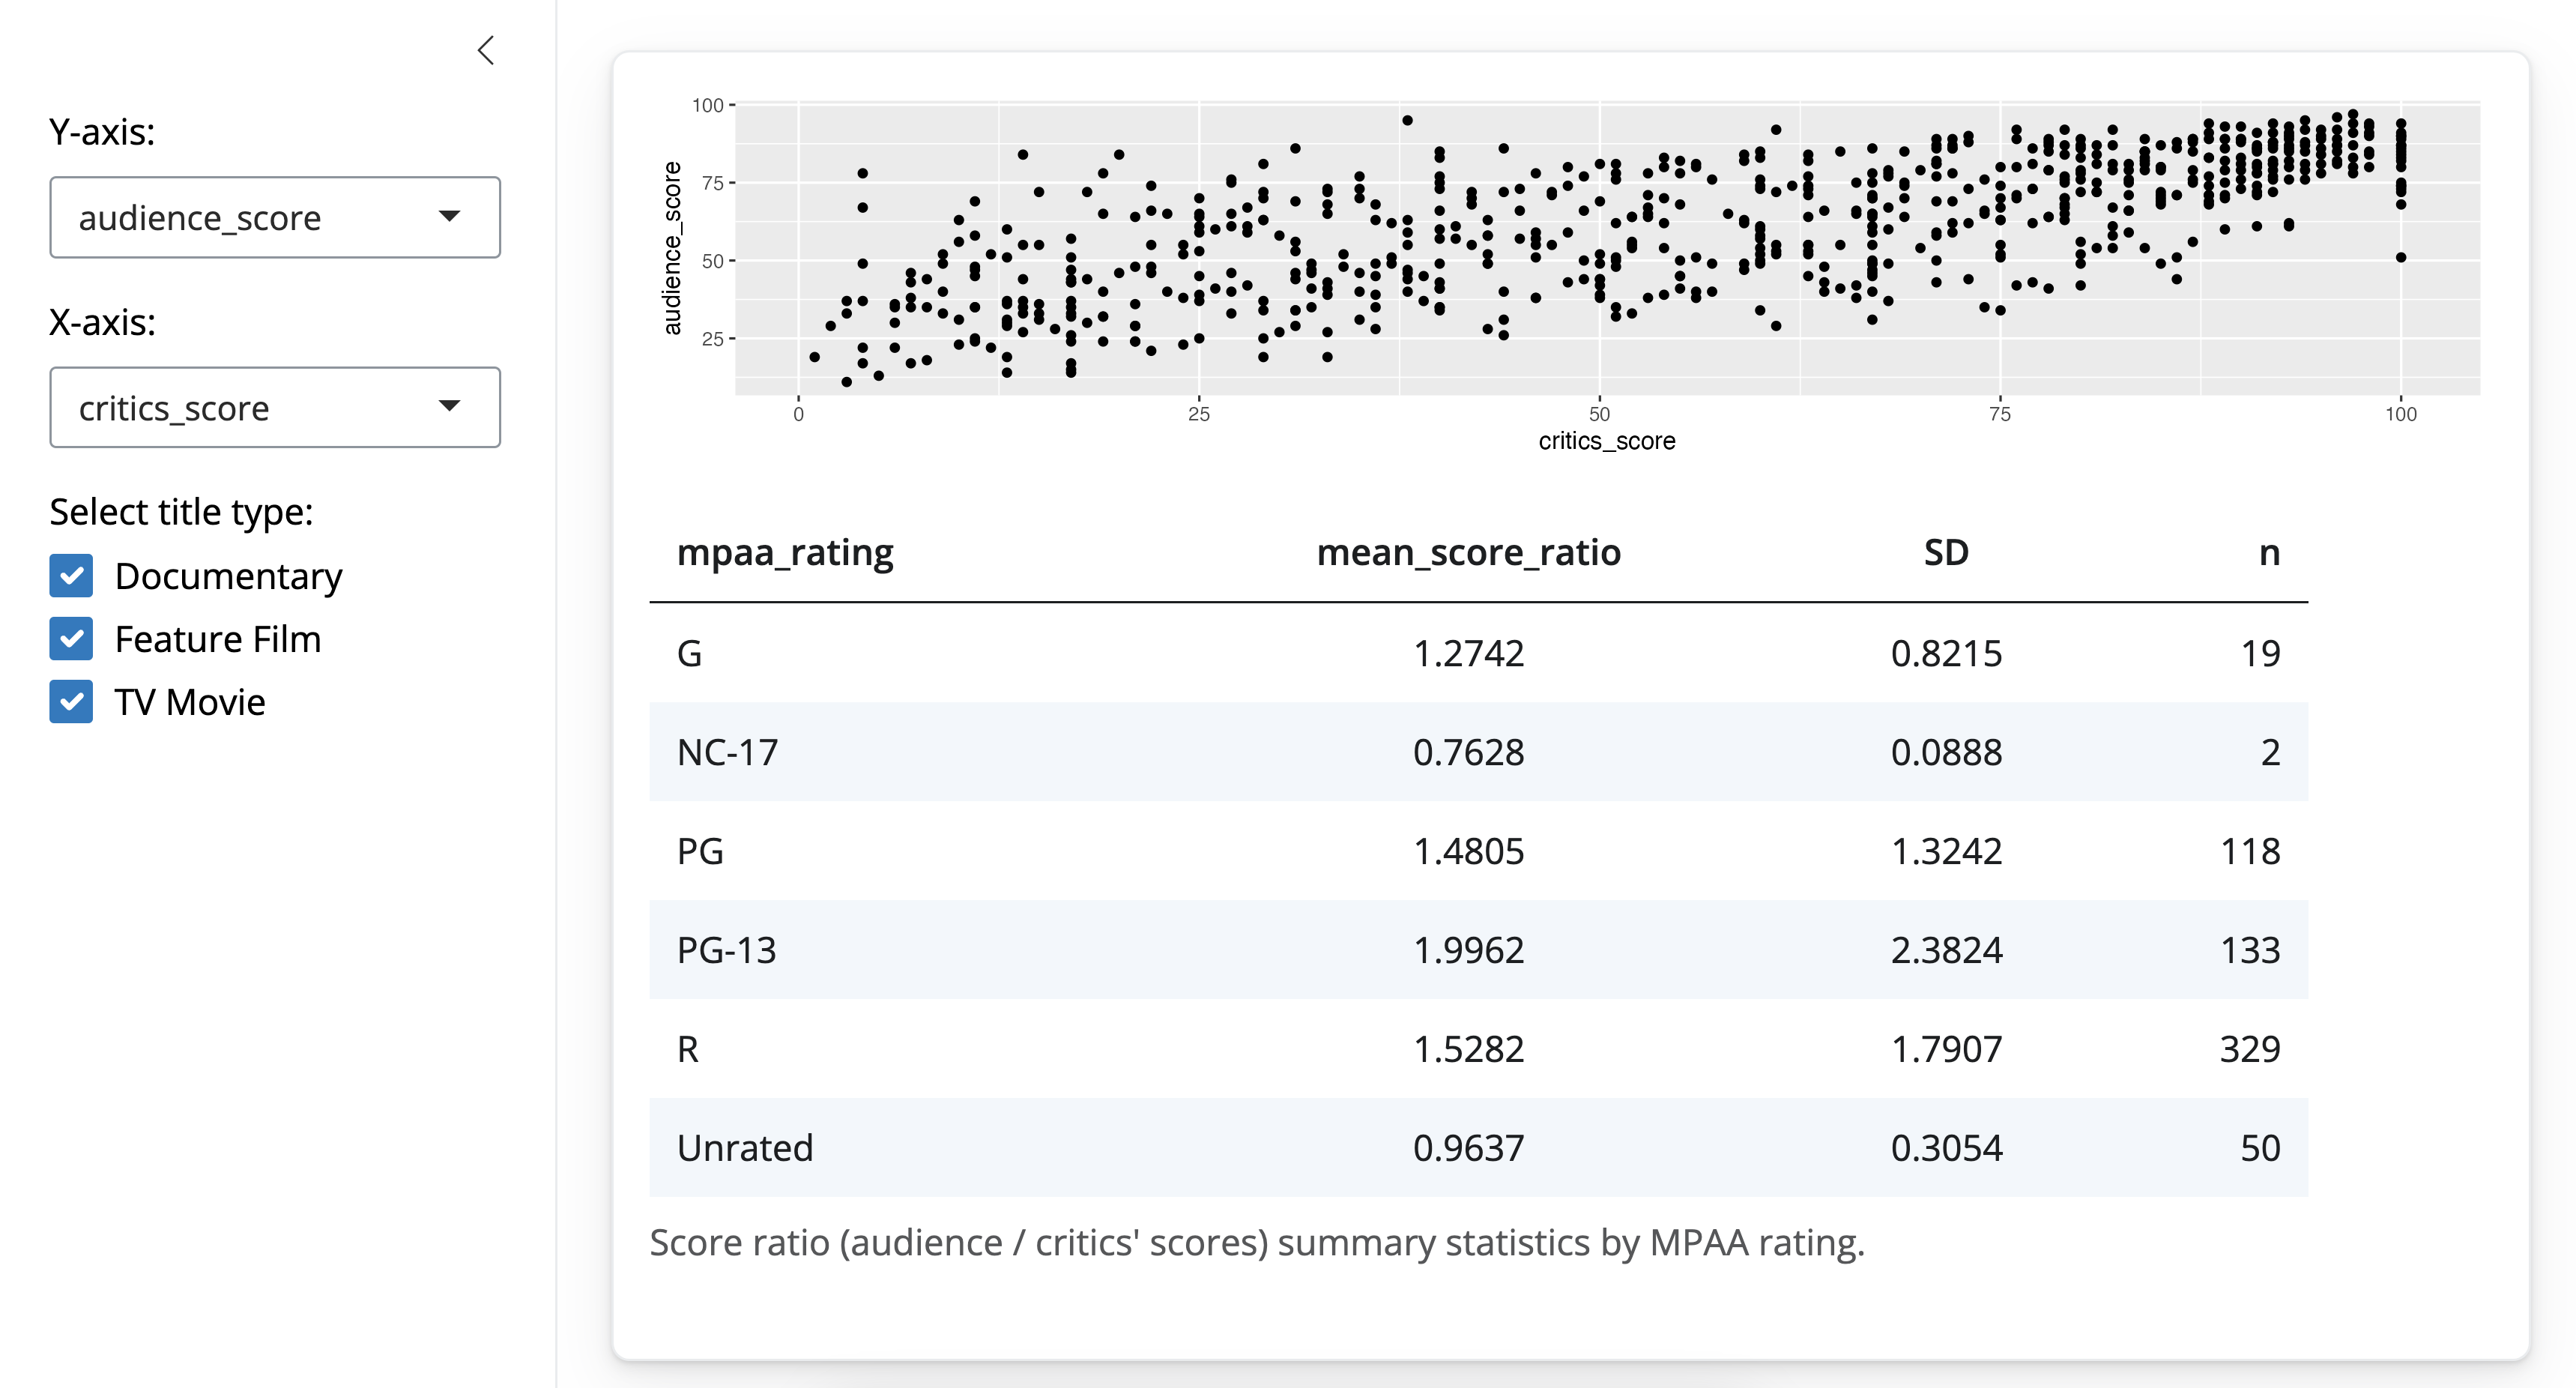 Y-axis:
audience_score
X-axis:
critics_score
Select title type:
Documentary
Feature Film
TV Movie
100
75
50
25
audience_score
0 25 50 75 100
critics_score
mpaa_rating mean_score_ratio SD n
G 1.2742 0.8215 19
NC-17 0.7628 0.0888 2
PG 1.4805 1.3242 118
PG-13 1.9962 2.3824 133
R 1.5282 1.7907 329
Unrated 0.9637 0.3054 50
Score ratio (audience / critics' scores) summary statistics by MPAA rating.